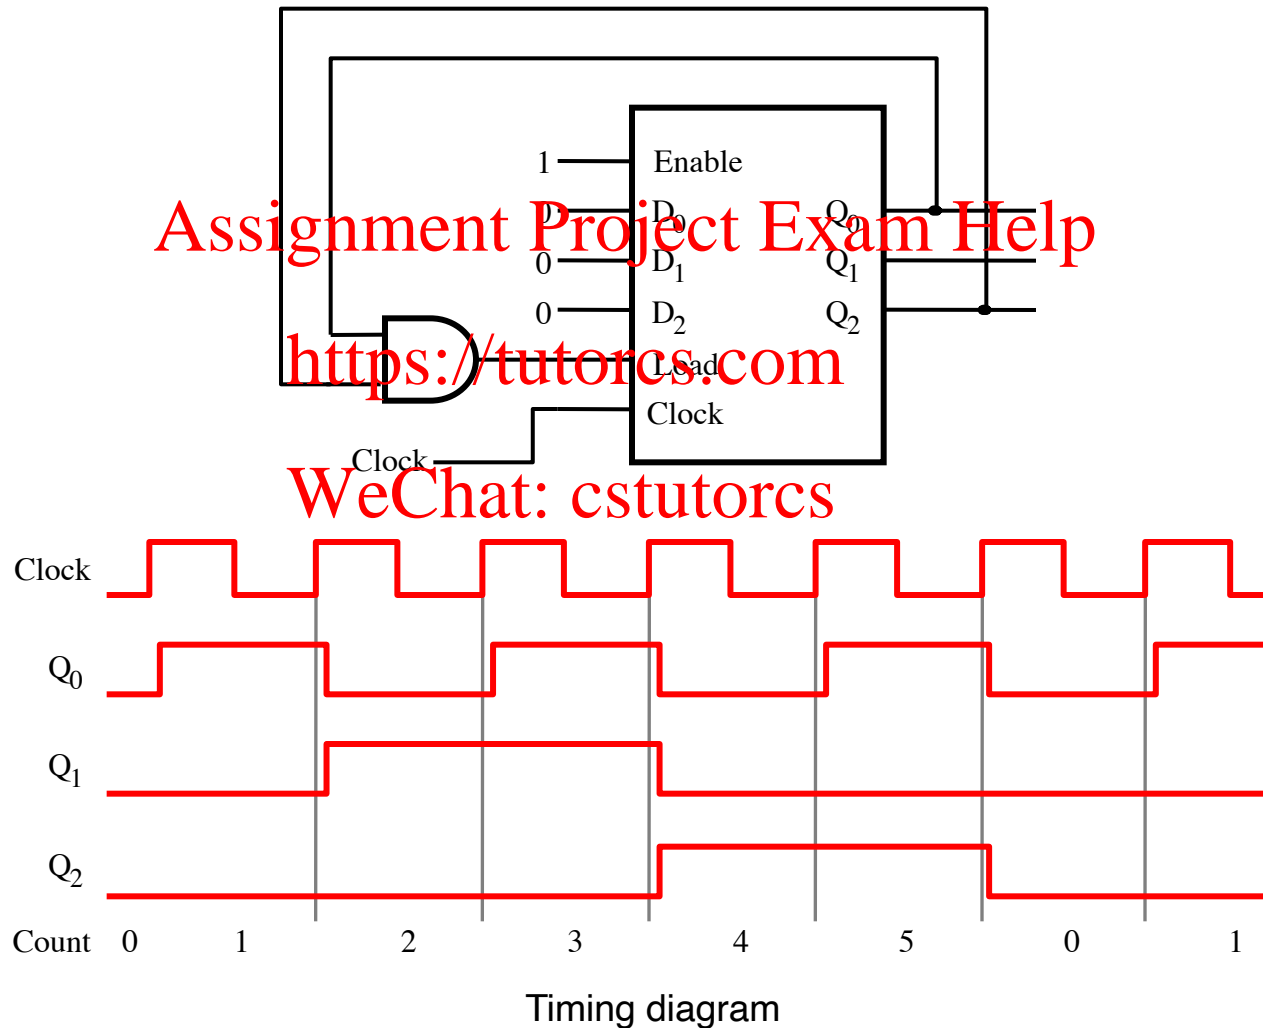 1 Enable
0 D0 Q0
Assignment Project Exam Help
0 D1 Q1
0 D2 Q2
https://tutorcs.com
Load
Clock
Clock
WeChat: cstutorcs
Clock
Q0
Q1
Q2
Count 0 1 2 3 4 5 0 1
Timing diagram